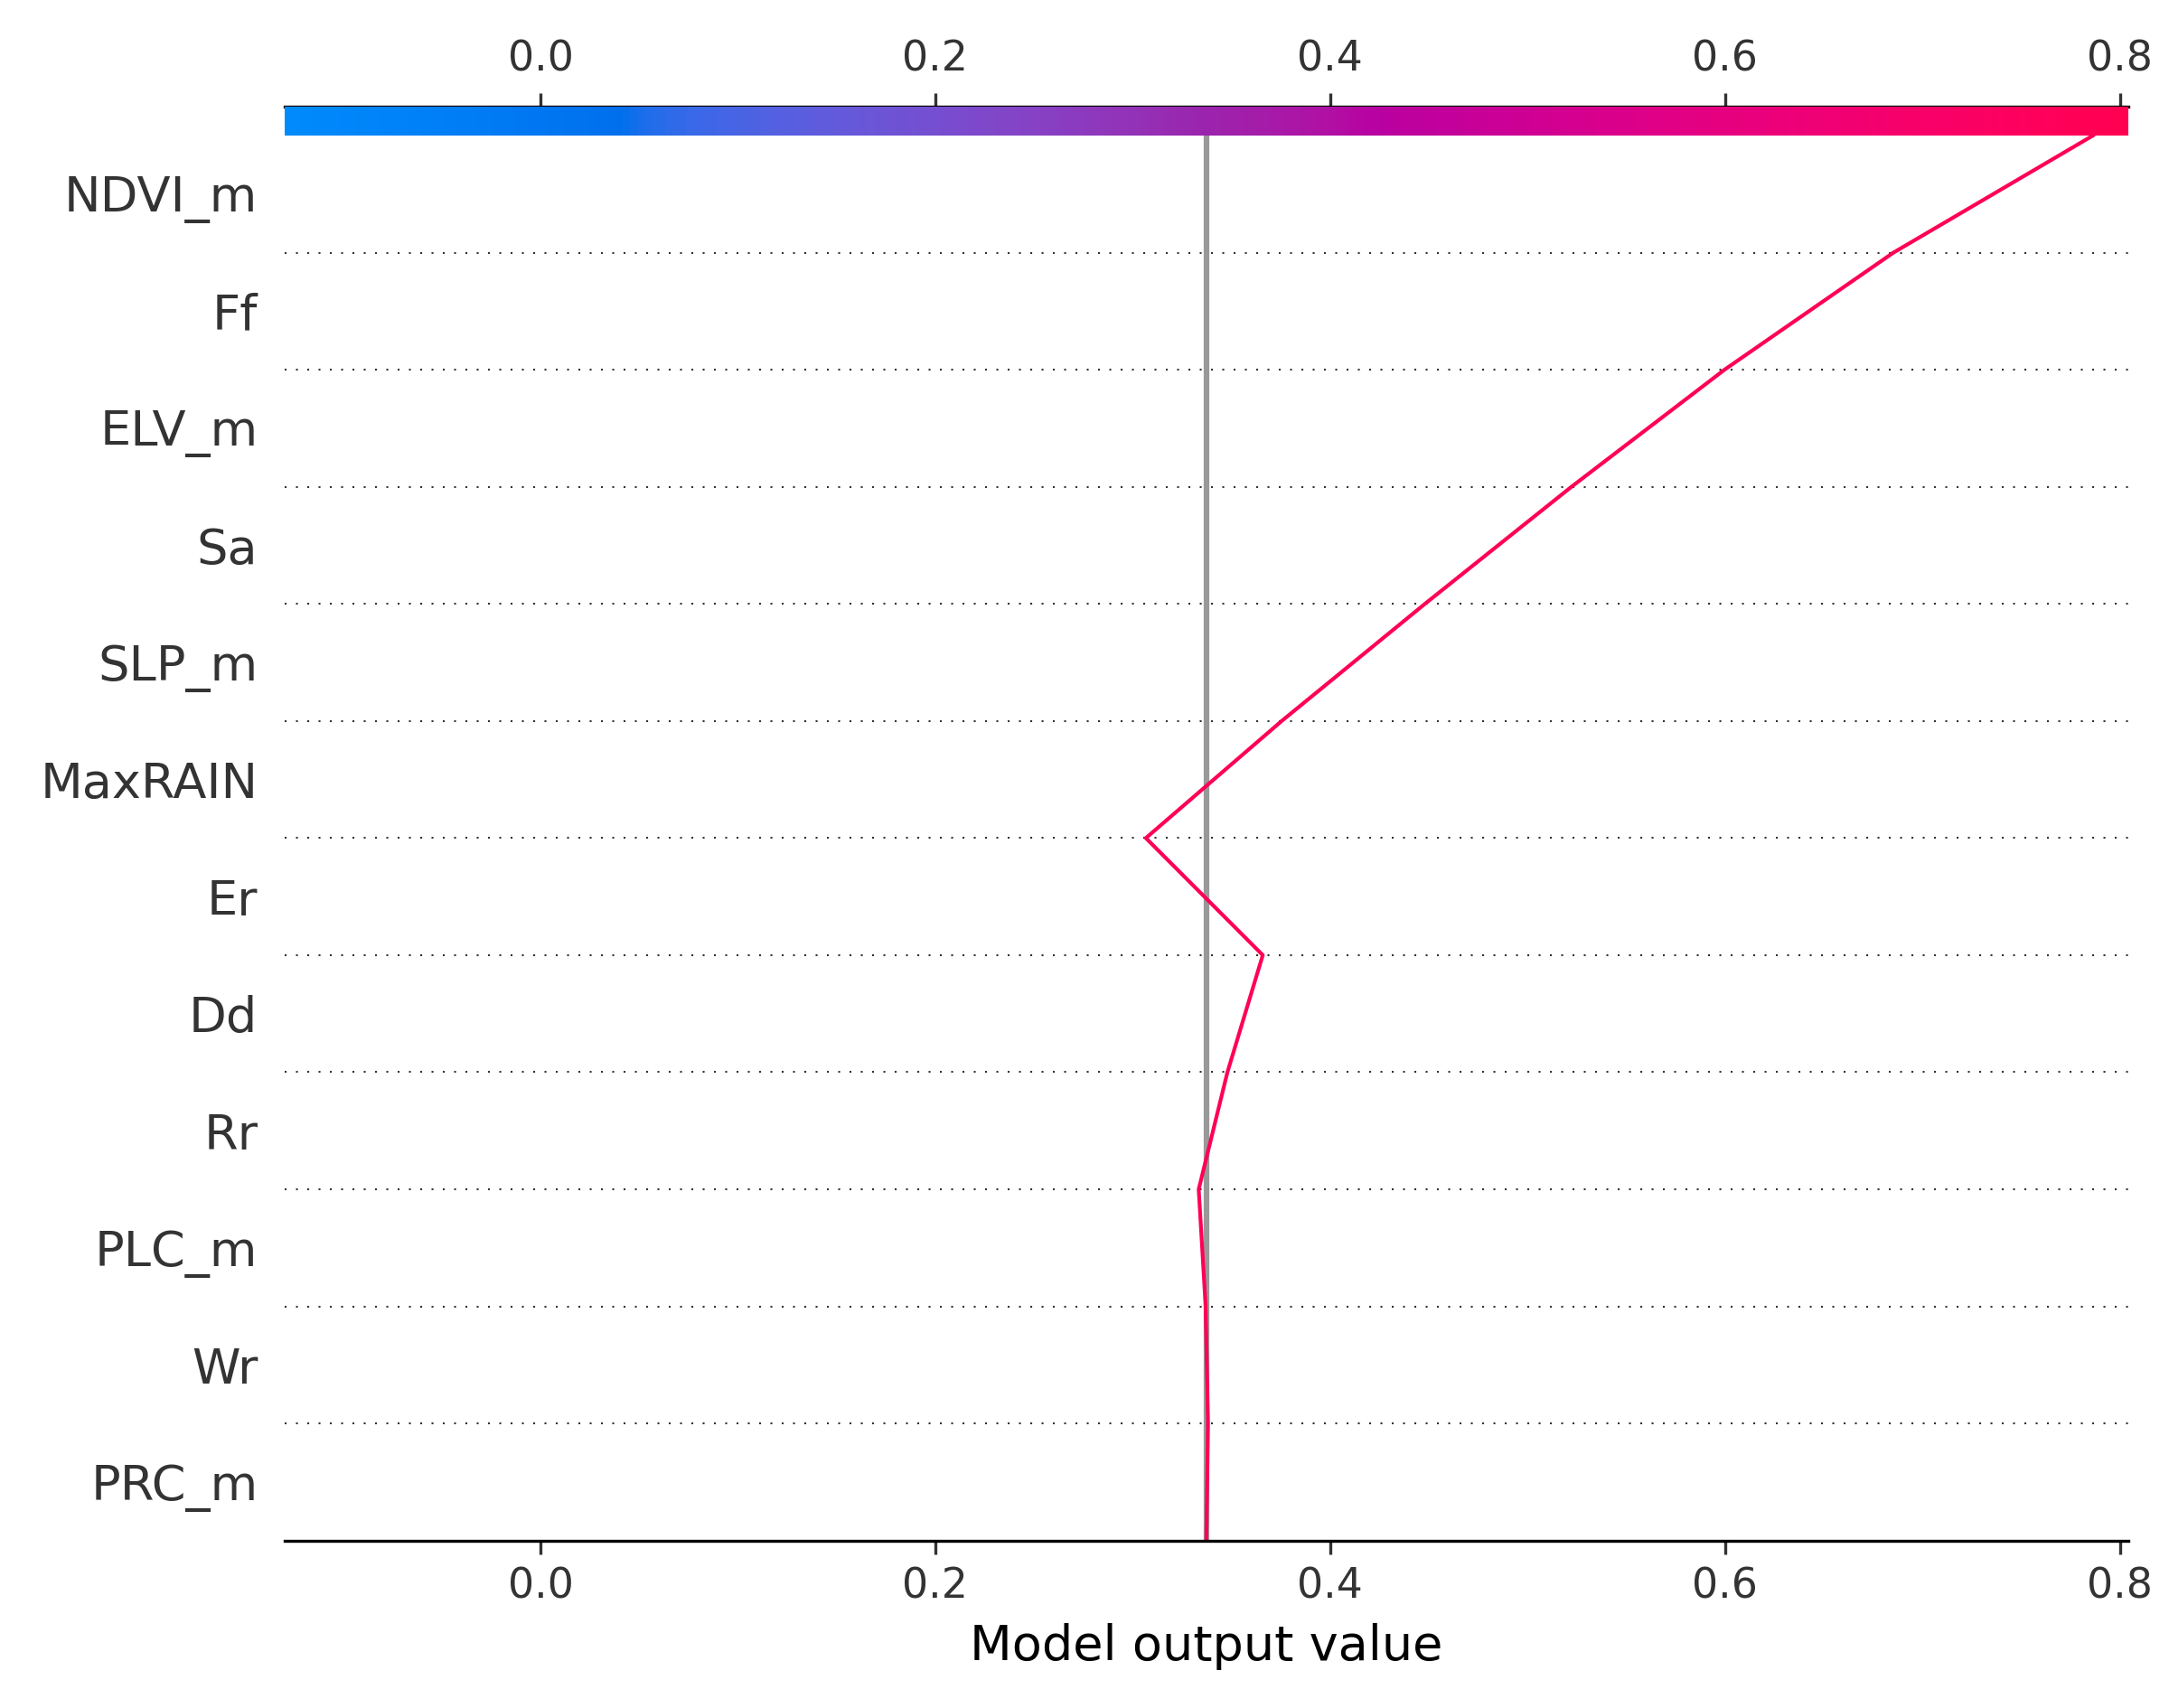 0.0 0.2 0.4 0.6 0.8
NDVI_m
Ff
ELV_m
Sa
SLP_m
MaxRAIN
Er
Dd
Rr
PLC_m
Wr
PRC_m
0.0 0.2 0.4 0.6 0.8
Model output value